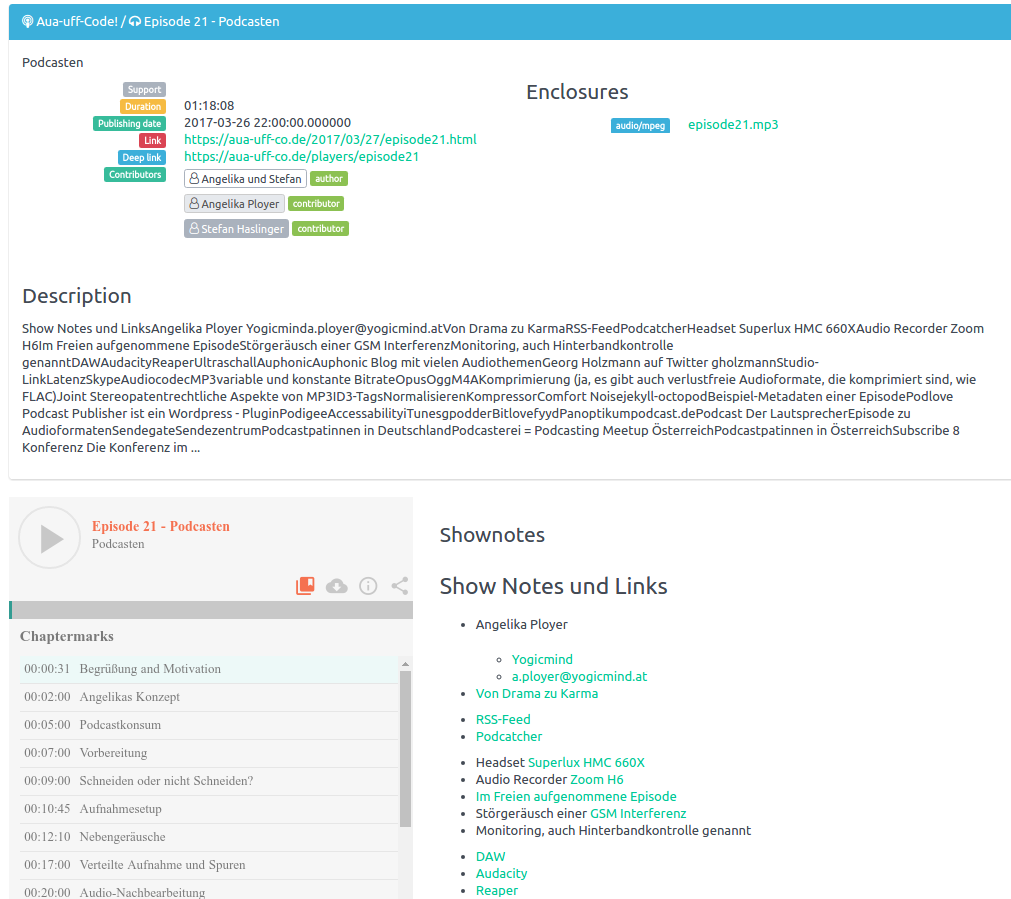 Aua-uff-Code! / Episode 21 - Podcasten
Podcasten
Support
Duration 01:18:08
Publishing date 2017-03-26 22:00:00.000000
Link https://aua-uff-co.de/2017/03/27/episode21.html
Deep link https://aua-uff-co.de/players/episode21
Contributors Angelika und Stefan author
Angelika Ployer contributor
Stefan Haslinger contributor
Enclosures
audio/mpeg episode21.mp3
Description
Show Notes und LinksAngelika Ployer Yogicminda.ployer@yogicmind.atVon Drama zu KarmaRSS-FeedPodcatcherHeadset Superlux HMC 660XAudio Recorder Zoom
H6Im Freien aufgenommene EpisodeStörgeräusch einer GSM InterferenzMonitoring, auch Hinterbandkontrolle
genanntDAWAudacityReaperUltraschallAuphonicAuphonic Blog mit vielen AudiothemenGeorg Holzmann auf Twitter gholzmannStudio-
LinkLatenzSkypeAudiocodecMP3variable und konstante BitrateOpusOggM4AKomprimierung (ja, es gibt auch verlustfreie Audioformate, die komprimiert sind, wie
FLAC)Joint Stereopatentrechtliche Aspekte von MP3ID3-TagsNormalisierenKompressorComfort Noisejekyll-octopodBeispiel-Metadaten einer EpisodePodlove
Podcast Publisher ist ein Wordpress - PluginPodigeeAccessabilityiTunesgpodderBitlovefyydPanoptikumpodcast.dePodcast Der LautsprecherEpisode zu
AudioformatenSendegateSendezentrumPodcastpatinnen in DeutschlandPodcasterei = Podcasting Meetup ÖsterreichPodcastpatinnen in ÖsterreichSubscribe 8
Konferenz Die Konferenz im ...
Episode 21 - Podcasten
Podcasten
Chaptermarks
00:00:31 Begrüßung and Motivation
00:02:00 Angelikas Konzept
00:05:00 Podcastkonsum
00:07:00 Vorbereitung
00:09:00 Schneiden oder nicht Schneiden?
00:10:45 Aufnahmesetup
00:12:10 Nebengeräusche
00:17:00 Verteilte Aufnahme und Spuren
00:20:00 Audio-Nachbearbeitung
Shownotes
Show Notes und Links
Angelika Ployer
Yogicmind
a.ployer@yogicmind.at
Von Drama zu Karma
RSS-Feed
Podcatcher
Headset Superlux HMC 660X
Audio Recorder Zoom H6
Im Freien aufgenommene Episode
Störgeräusch einer GSM Interferenz
Monitoring, auch Hinterbandkontrolle genannt
DAW
Audacity
Reaper